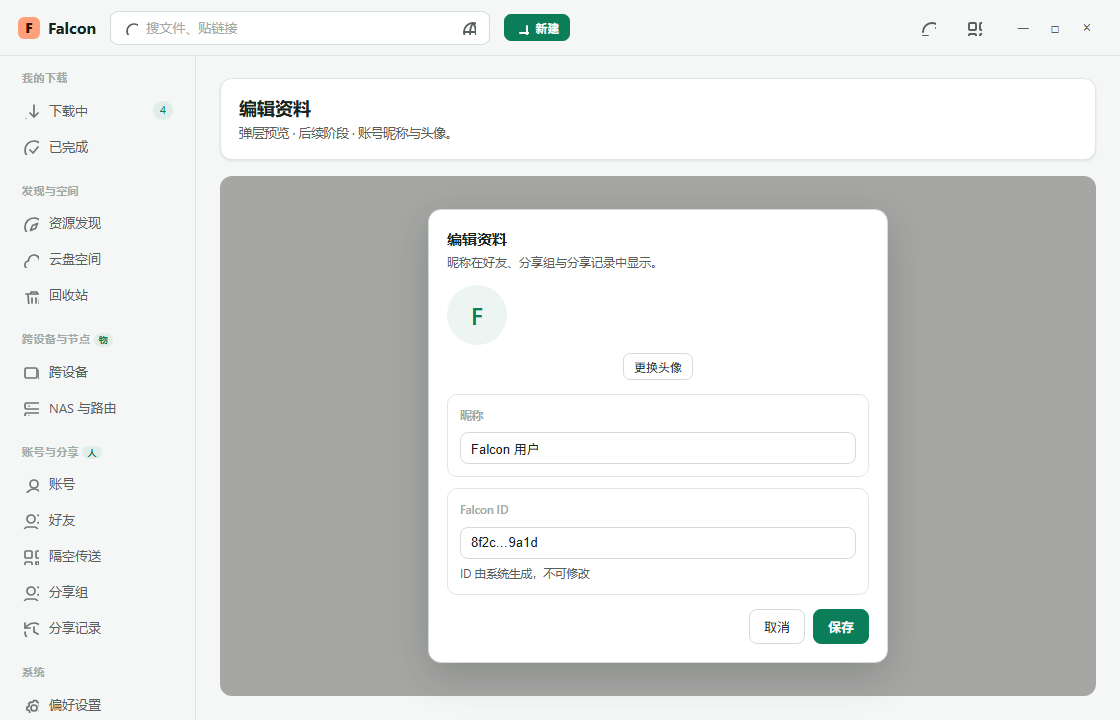 F Falcon
搜文件、贴链接
新建
我的下载
下载中 4
已完成
发现与空间
资源发现
云盘空间
回收站
跨设备与节点 物
跨设备
NAS 与路由
账号与分享 人
账号
好友
隔空传送
分享组
分享记录
系统
偏好设置
编辑资料
弹层预览 · 后续阶段 · 账号昵称与头像。
编辑资料
昵称在好友、分享组与分享记录中显示。
F
更换头像
昵称
Falcon 用户
Falcon ID
8f2c…9a1d
ID 由系统生成，不可修改
取消 保存